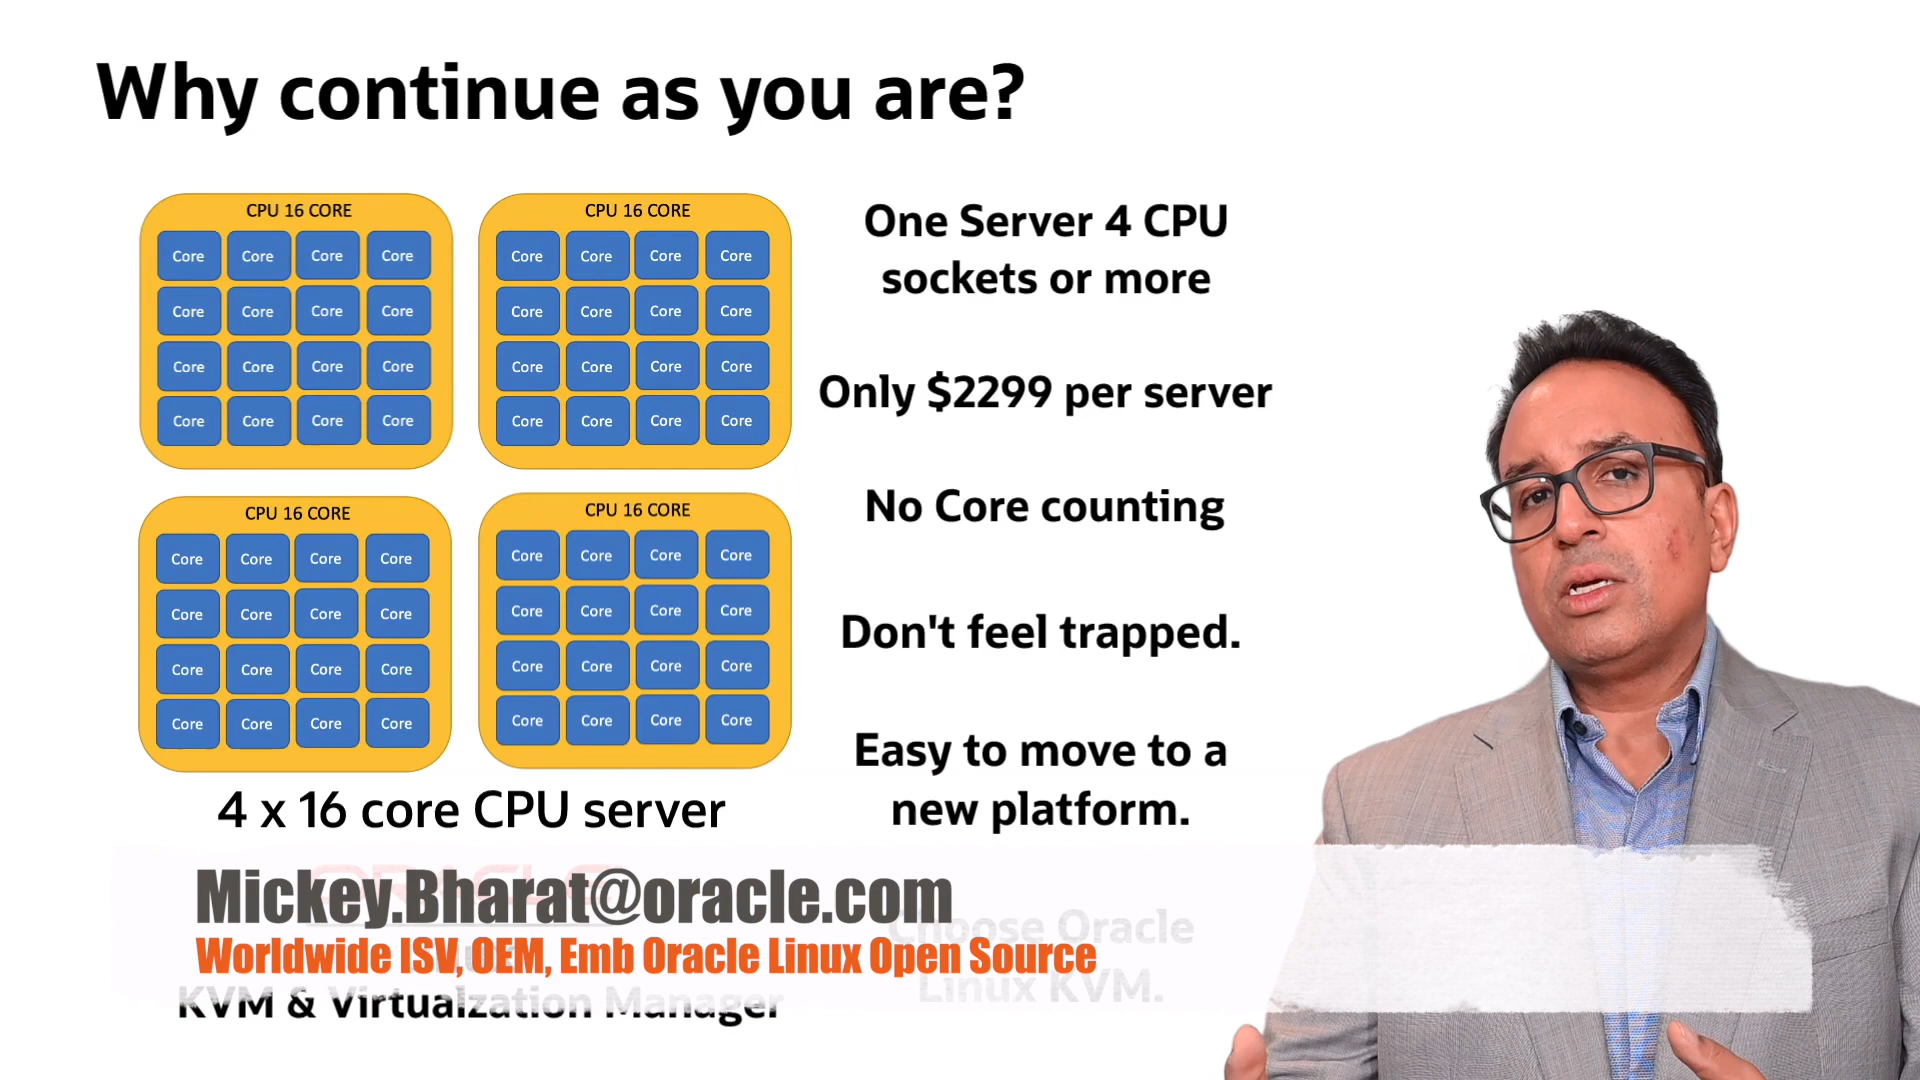 Why continue as you are?
CPU 16 CORE
Core Core Core Core
Core Core Core Core
Core Core Core Core
Core Core Core Core
CPU 16 CORE
Core Core Core Core
Core Core Core Core
Core Core Core Core
Core Core Core Core
CPU 16 CORE
Core Core Core Core
Core Core Core Core
Core Core Core Core
Core Core Core Core
CPU 16 CORE
Core Core Core Core
Core Core Core Core
Core Core Core Core
Core Core Core Core
4 x 16 core CPU server
One Server 4 CPU
sockets or more
Only $2299 per server
No Core counting
Don't feel trapped.
Easy to move to a
new platform.
ORACLE
Mickey.Bharat@oracle.com
Worldwide ISV, OEM, Emb Oracle Linux Open Source
KVM & Virtualzation Manager
Choose Oracle
Linux KVM.